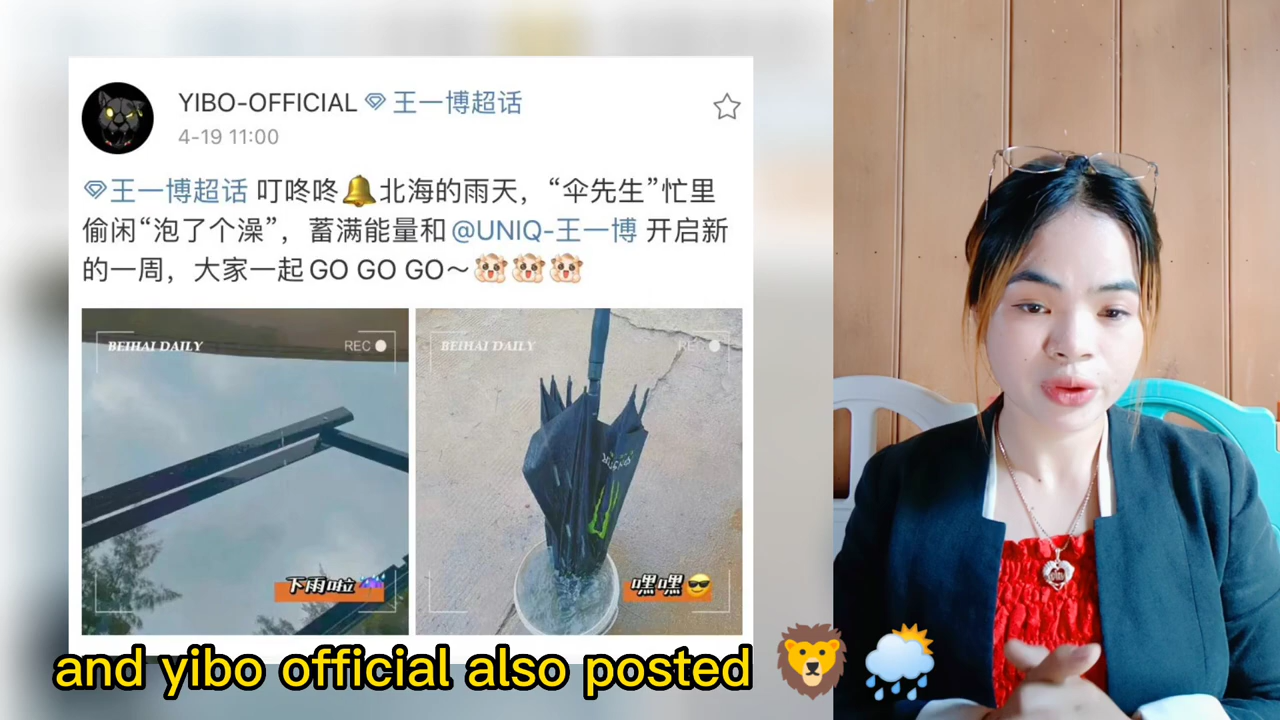 YIBO-OFFICIAL 王一博超话
4-19 11:00
王一博超话 叮咚咚🔔北海的雨天，“伞先生”忙里
偷闲“泡了个澡”，蓄满能量和@UNIQ-王一博 开启新
的一周，大家一起GO GO GO～
BEIHAI DAILY
REC
BEIHAI DAILY
REC
下雨啦
嘿嘿
and yibo official also posted